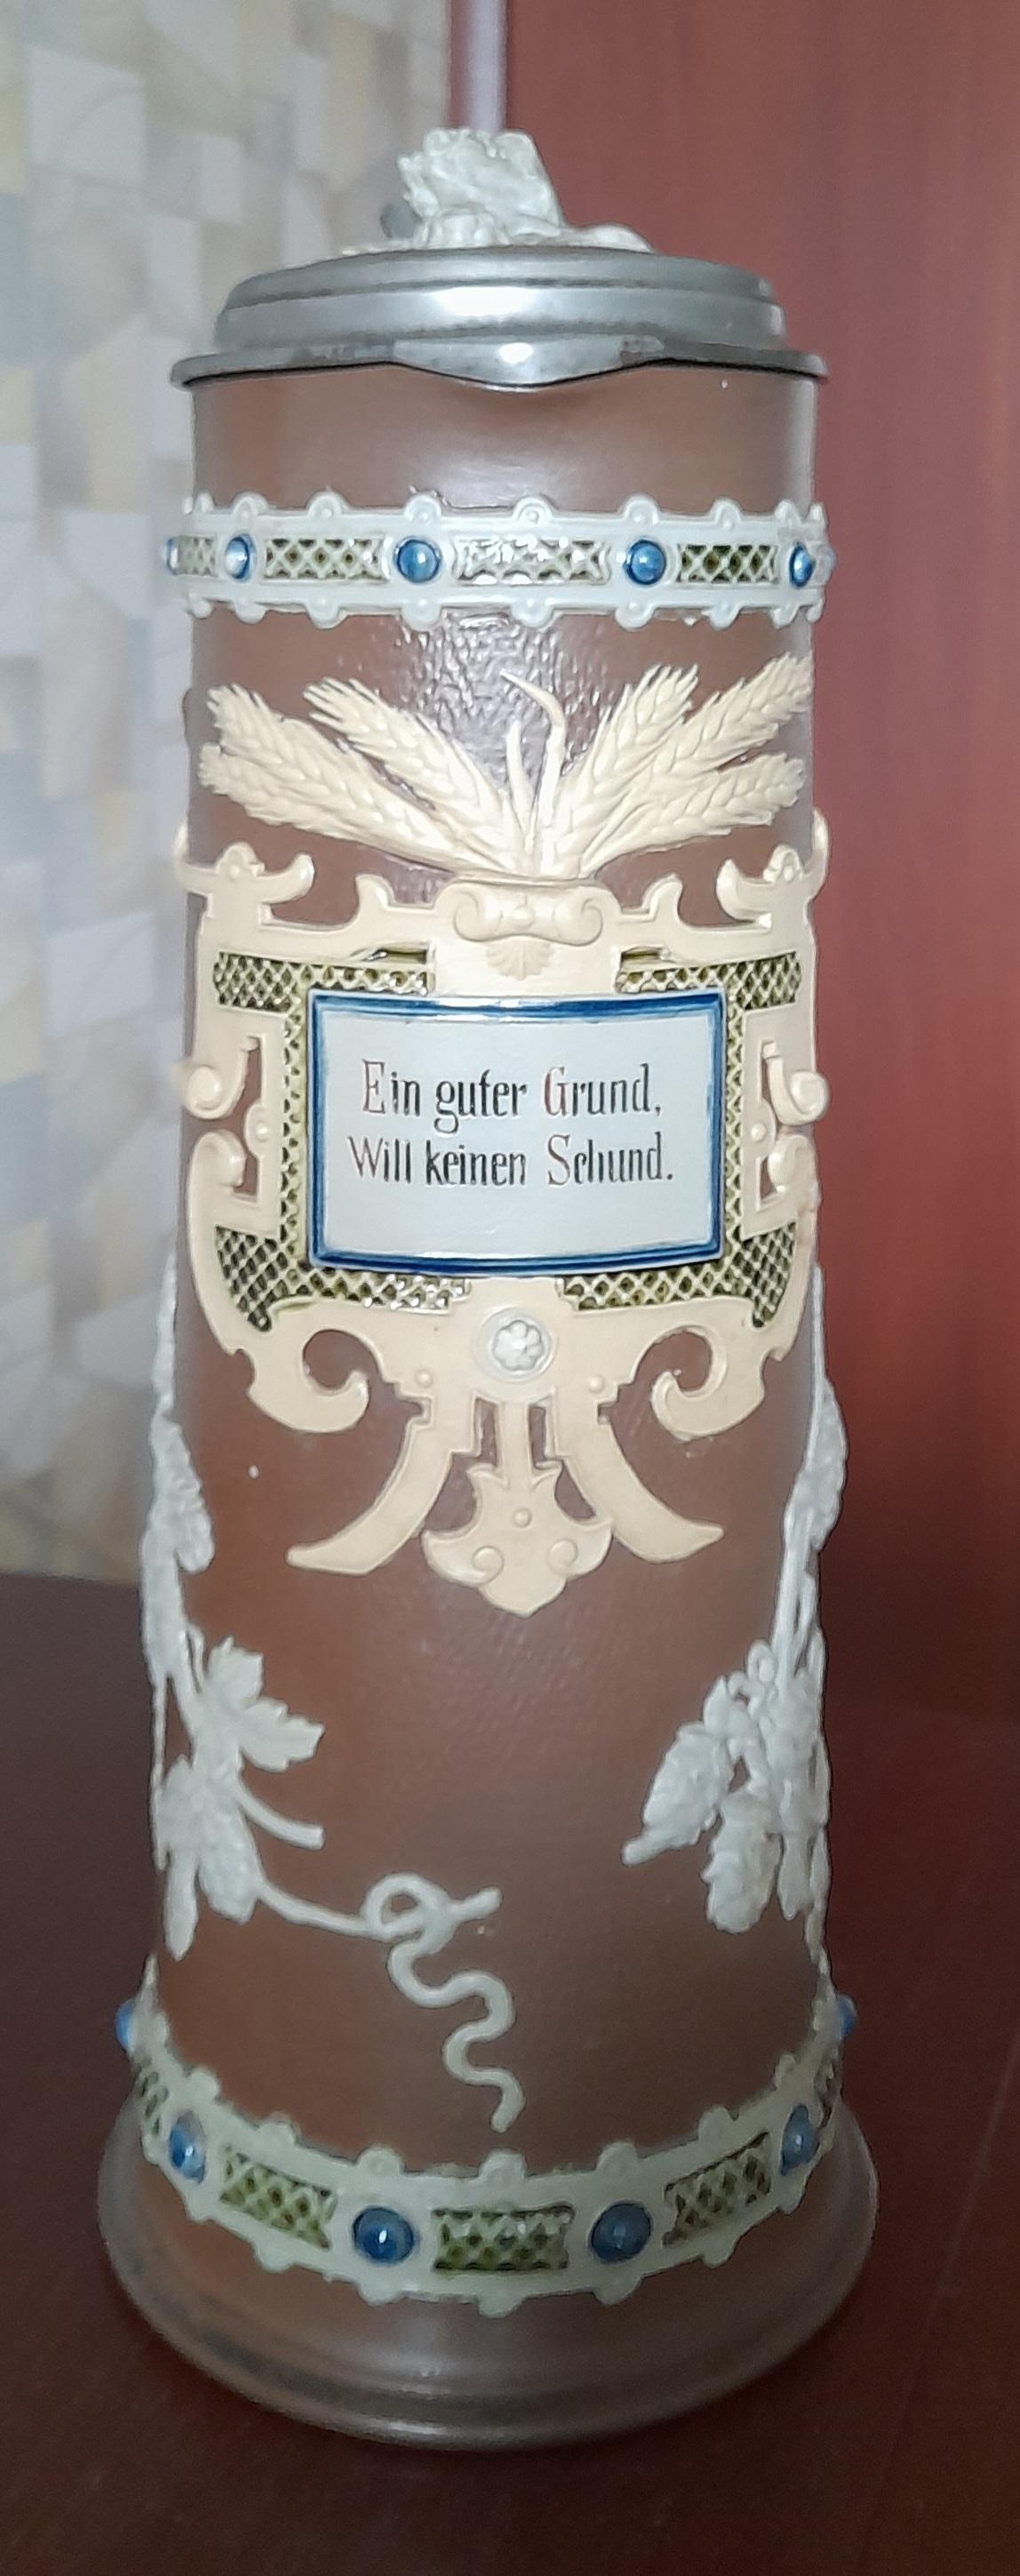 Ein guter Grund,
Will keinen Schund.